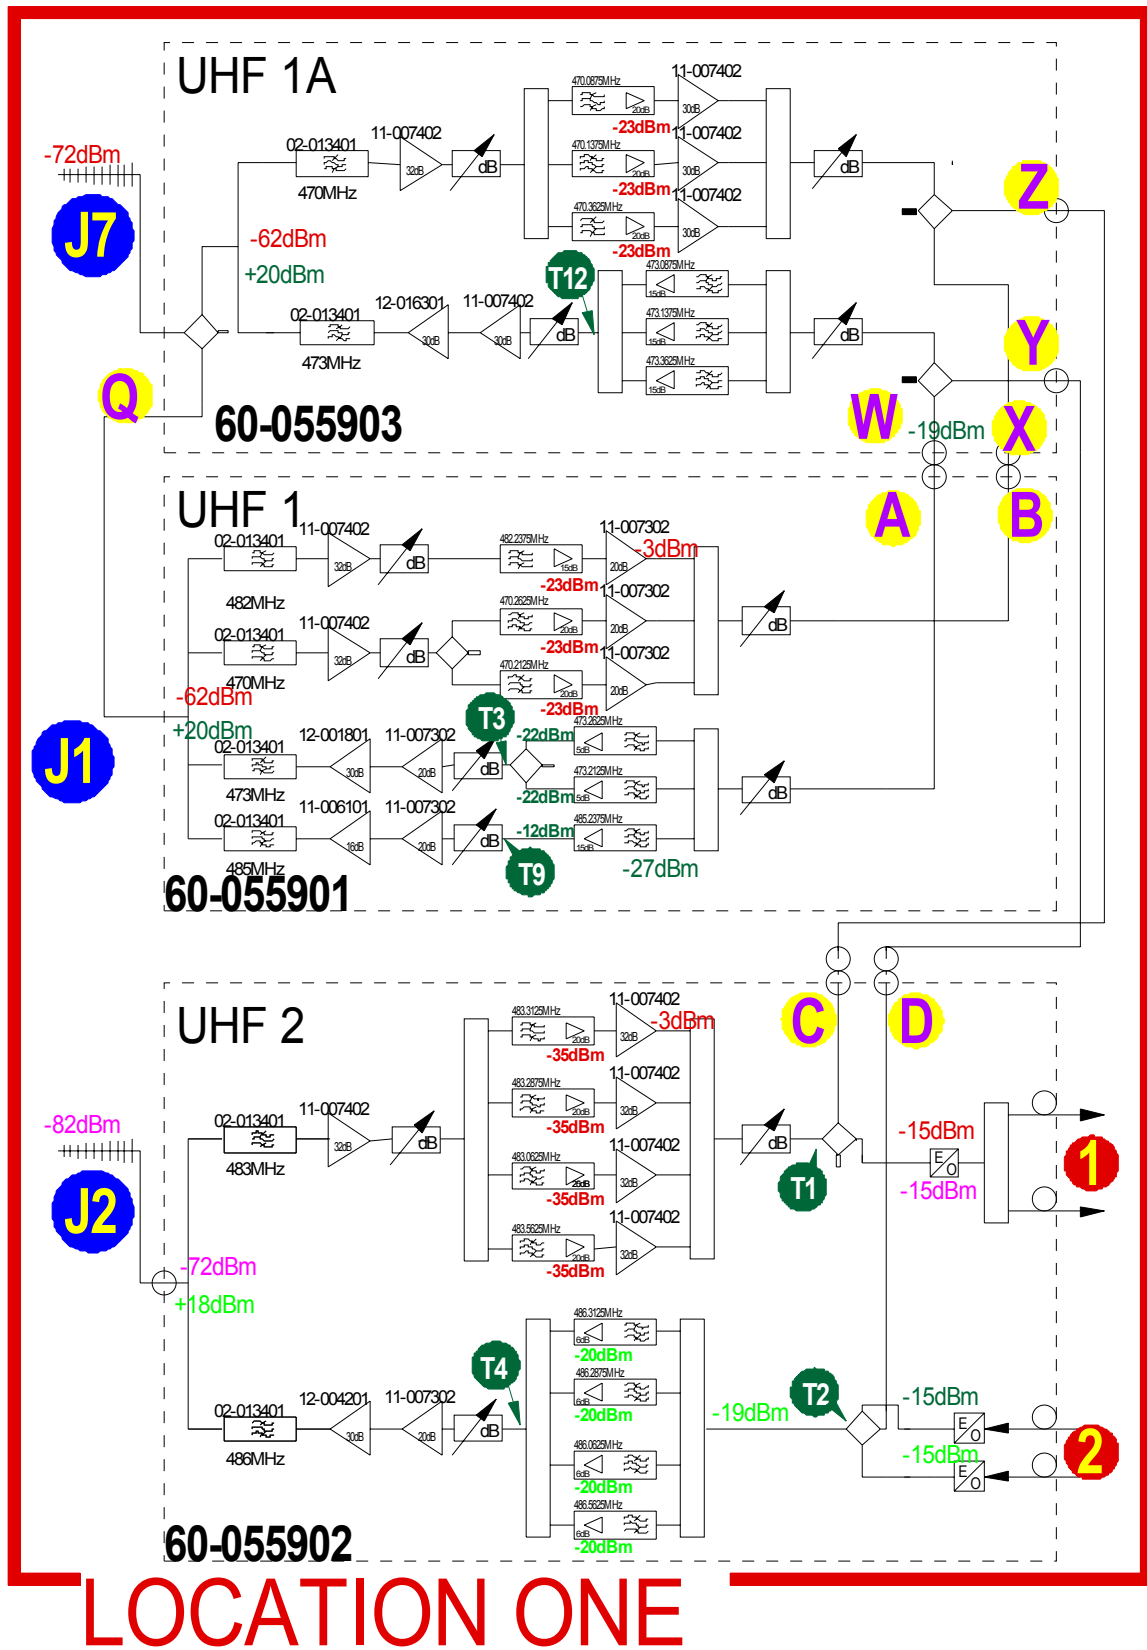 UHF 1A
470.0875MHz
11-007402
20dB
30dB
-23dBm
11-007402
02-013401
11-007402
-72dBm
32dB
dB
470.1375MHz
20dB
30dB
dB
470MHz
-23dBm
11-007402
Z
J7
470.3625MHz
20dB
30dB
-62dBm
-23dBm
+20dBm
T12
473.0875MHz
15dB
12-016301
11-007402
02-013401
473.1375MHz
30dB
30dB
dB
15dB
dB
473MHz
473.3625MHz
15dB
Y
Q
W
-19dBm
X
60-055903
UHF 1
A
B
11-007402
11-007302
02-013401
482.2375MHz
-3dBm
32dB
dB
15dB
20dB
-23dBm
482MHz
11-007402
11-007302
02-013401
470.2625MHz
32dB
dB
20dB
20dB
dB
-23dBm
11-007302
470MHz
470.2125MHz
-62dBm
20dB
20dB
-23dBm
T3
473.2625MHz
+20dBm
-22dBm
5dB
12-001801
11-007302
02-013401
J1
30dB
20dB
dB
473.2125MHz
473MHz
-22dBm
5dB
dB
11-006101
11-007302
02-013401
-12dBm
485.2375MHz
16dB
20dB
dB
15dB
485MHz
T9
-27dBm
60-055901
UHF 2
C
D
11-007402
483.3125MHz
-3dBm
20dB
32dB
-35dBm
11-007402
483.2875MHz
11-007402
02-013401
20dB
32dB
-82dBm
-35dBm
32dB
dB
dB
-15dBm
11-007402
483MHz
483.0625MHz
E
O
1
T1
20dB
32dB
-15dBm
J2
-35dBm
11-007402
483.5625MHz
20dB
32dB
-72dBm
-35dBm
+18dBm
486.3125MHz
6dB
-20dBm
T4
486.2875MHz
6dB
T2
-15dBm
12-004201
11-007302
02-013401
-20dBm
-19dBm
30dB
20dB
dB
E
O
2
486MHz
486.0625MHz
-15dBm
6dB
E
O
-20dBm
486.5625MHz
6dB
-20dBm
60-055902
LOCATION ONE